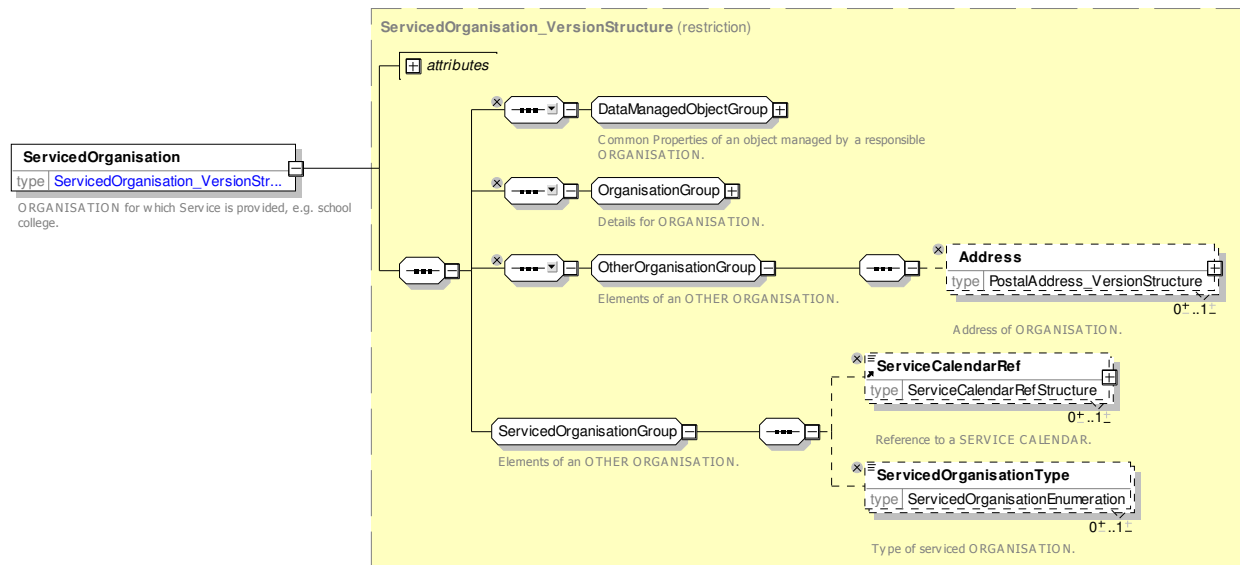 ServicedOrganisation_VersionStructure (restriction)
attributes
DataManagedObjectGroup
Common Properties of an object managed by a responsible
ORGANISATION.
ServicedOrganisation
type ServicedOrganisation_VersionStr...
ORGANISATION for which Service is provided, e.g. school
college.
OrganisationGroup
Details for ORGANISATION.
OtherOrganisationGroup
Elements of an OTHER ORGANISATION.
Address
type PostalAddress_VersionStructure
0±..1±
Address of ORGANISATION.
ServicedOrganisationGroup
Elements of an OTHER ORGANISATION.
ServiceCalendarRef
type ServiceCalendarRefStructure
0±..1±
Reference to a SERVICE CALENDAR.
ServicedOrganisationType
type ServicedOrganisationEnumeration
0±..1±
Type of serviced ORGANISATION.